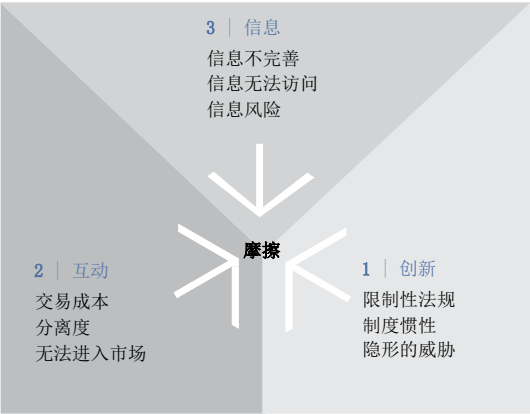 3 | 信息
信息不完善
信息无法访问
信息风险
摩擦
2 | 互动
交易成本
分离度
无法进入市场
1 | 创新
限制性法规
制度惯性
隐形的威胁